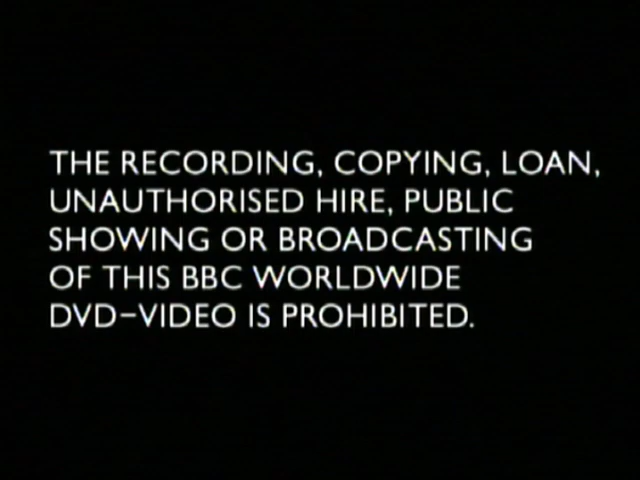 THE RECORDING, COPYING, LOAN,
UNAUTHORISED HIRE, PUBLIC
SHOWING OR BROADCASTING
OF THIS BBC WORLDWIDE
DVD-VIDEO IS PROHIBITED.